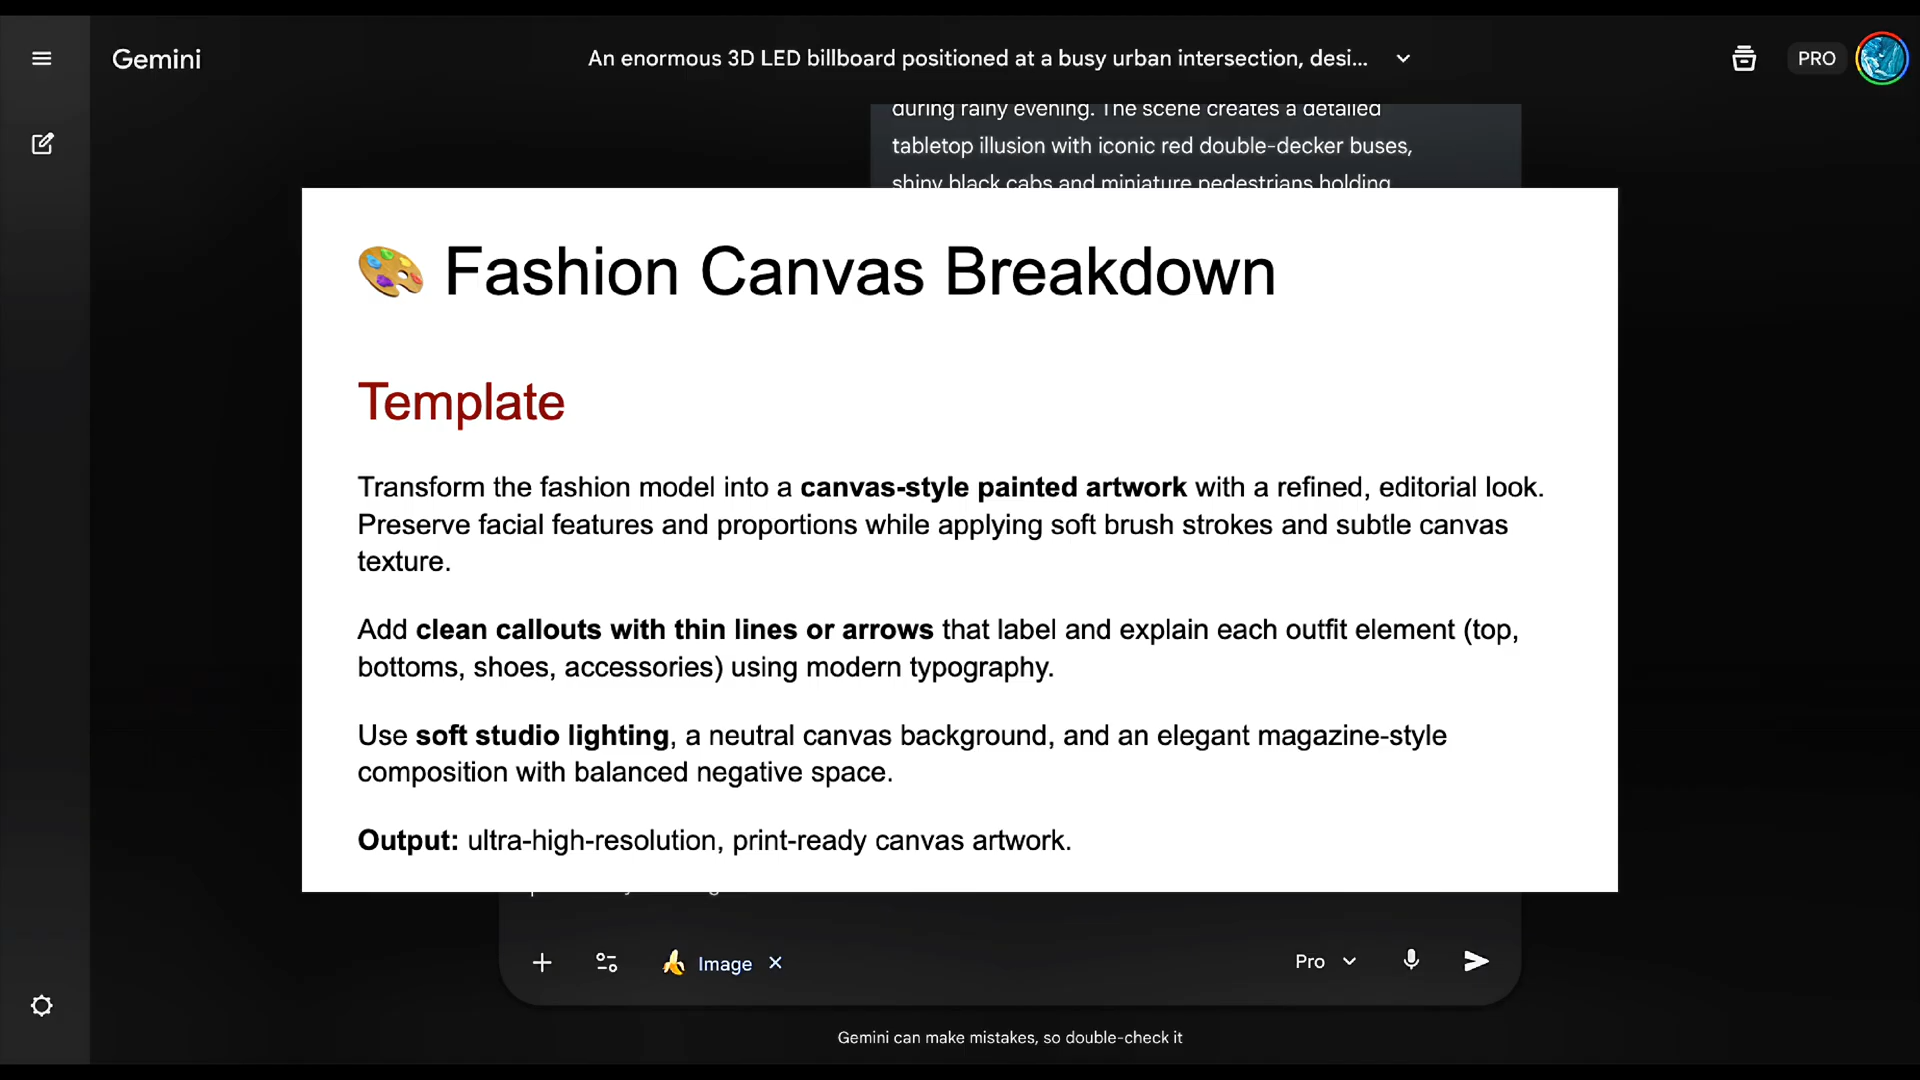 Gemini
An enormous 3D LED billboard positioned at a busy urban intersection, desi...
PRO
during rainy evening. The scene creates a detailed
tabletop illusion with iconic red double-decker buses,
shiny black cabs and miniature pedestrians holding
🎨 Fashion Canvas Breakdown
Template
Transform the fashion model into a canvas-style painted artwork with a refined, editorial look.
Preserve facial features and proportions while applying soft brush strokes and subtle canvas
texture.
Add clean callouts with thin lines or arrows that label and explain each outfit element (top,
bottoms, shoes, accessories) using modern typography.
Use soft studio lighting, a neutral canvas background, and an elegant magazine-style
composition with balanced negative space.
Output: ultra-high-resolution, print-ready canvas artwork.
🍌 Image
Pro
Gemini can make mistakes, so double-check it